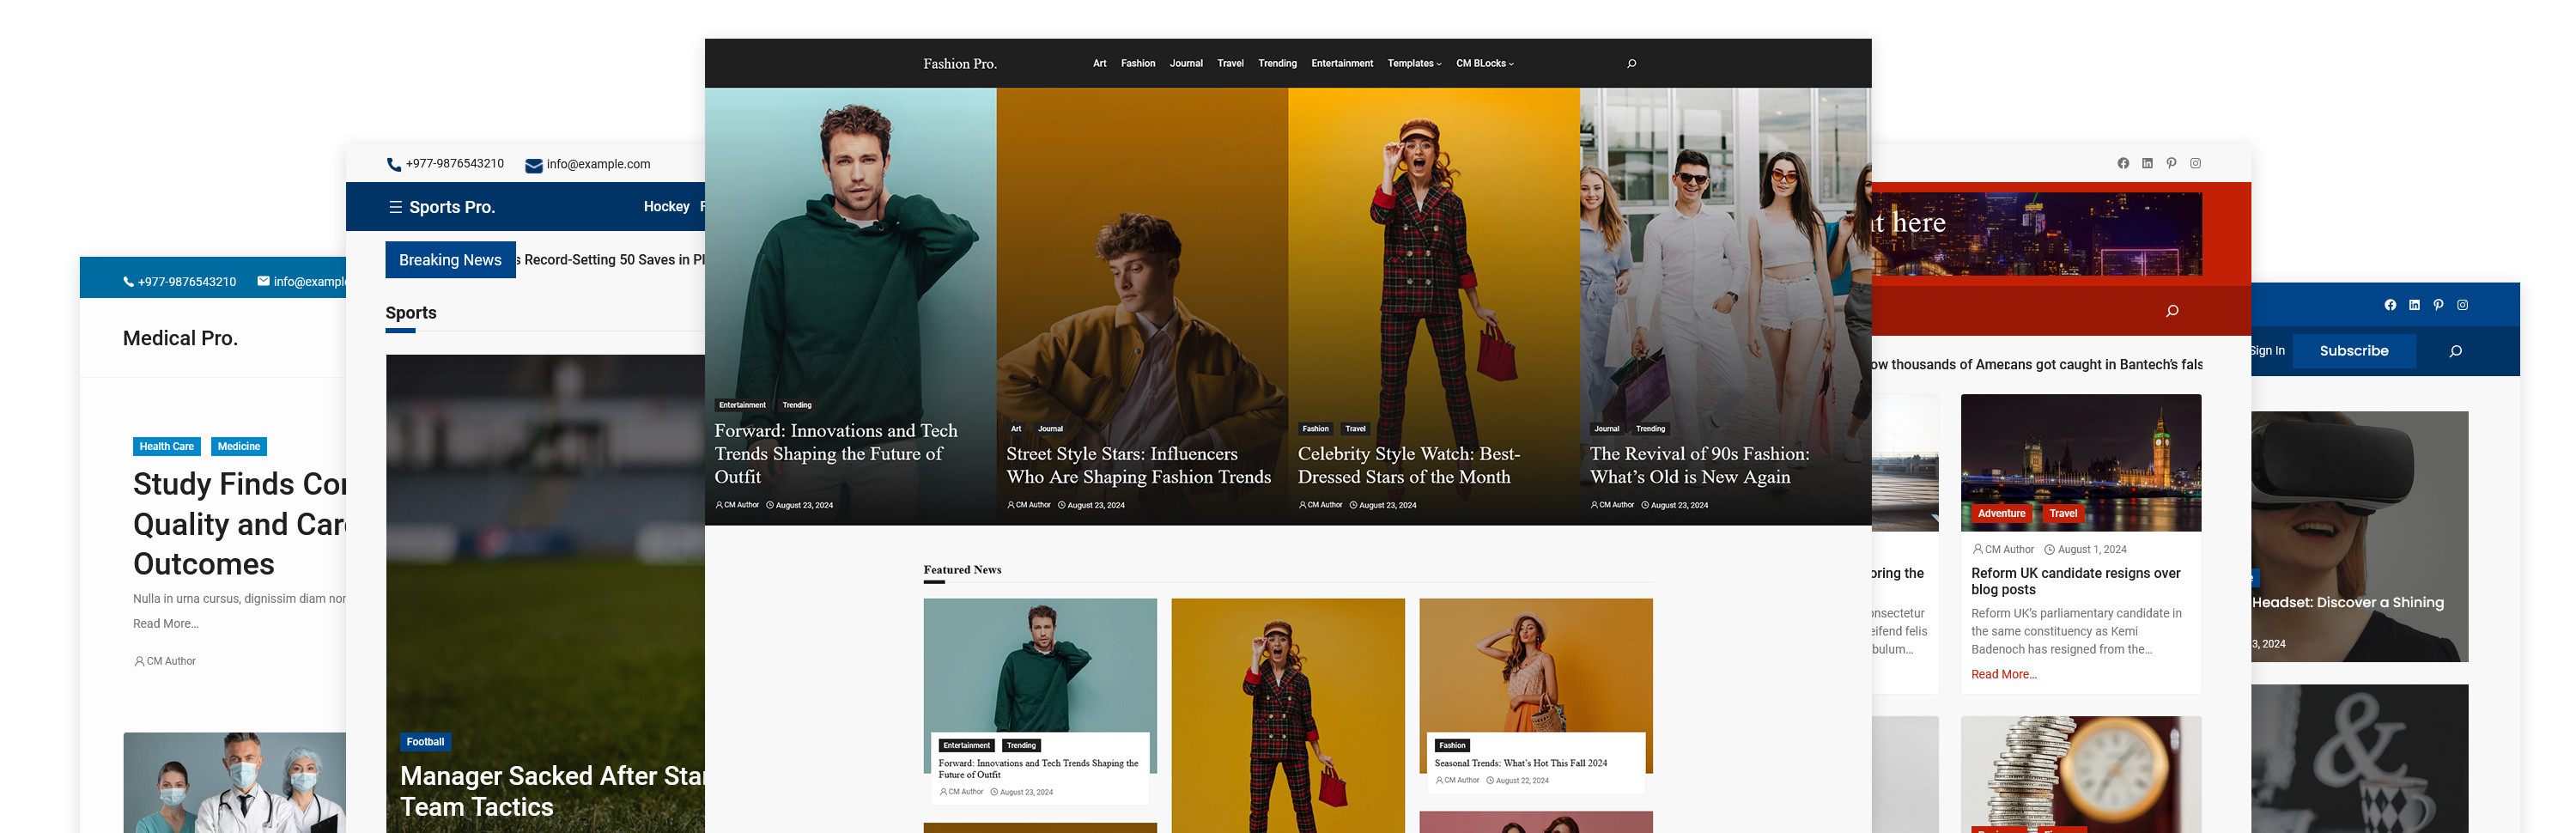 +977-9876543210
info@exampl
Medical Pro.
Health Care
Medicine
Study Finds Cor
Quality and Care
Outcomes
Nulla in urna cursus, dignissim diam non
Read More...
CM Author
+977-9876543210
info@example.com
Sports Pro.
Hockey
Breaking News
s Record-Setting 50 Saves in Pl
Sports
Football
Manager Sacked After Star
Team Tactics
Fashion Pro.
Art Fashion Journal Travel Trending Entertainment Templates CM BLocks
Entertainment Trending
Forward: Innovations and Tech
Trends Shaping the Future of
Outfit
CM Author August 23, 2024
Art Journal
Street Style Stars: Influencers
Who Are Shaping Fashion Trends
CM Author August 23, 2024
Fashion Travel
Celebrity Style Watch: Best-
Dressed Stars of the Month
CM Author August 23, 2024
Journal Trending
The Revival of 90s Fashion:
What’s Old is New Again
CM Author August 23, 2024
Featured News
Entertainment Trending
Forward: Innovations and Tech Trends Shaping the
Future of Outfit
CM Author August 23, 2024
Fashion
Seasonal Trends: What’s Hot This Fall 2024
CM Author August 22, 2024
t here
ow thousands of Amercans got caught in Bantech’s fals
oring the
onsectetur
eifend felis
bulum...
Adventure Travel
CM Author August 1, 2024
Reform UK candidate resigns over
blog posts
Reform UK’s parliamentary candidate in
the same constituency as Kemi
Badenoch has resigned from the...
Read More...
Sign In
Subscribe
Headset: Discover a Shining
3, 2024
&